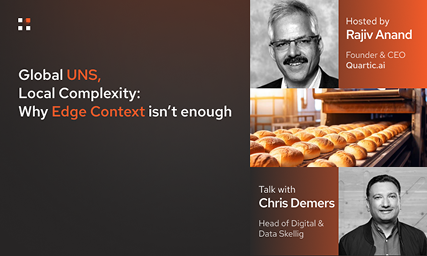 Global UNS,
Local Complexity:
Why Edge Context isn't enough
Hosted by
Rajiv Anand
Founder & CEO
Quartic.ai
Talk with
Chris Demers
Head of Digital &
Data Skellig